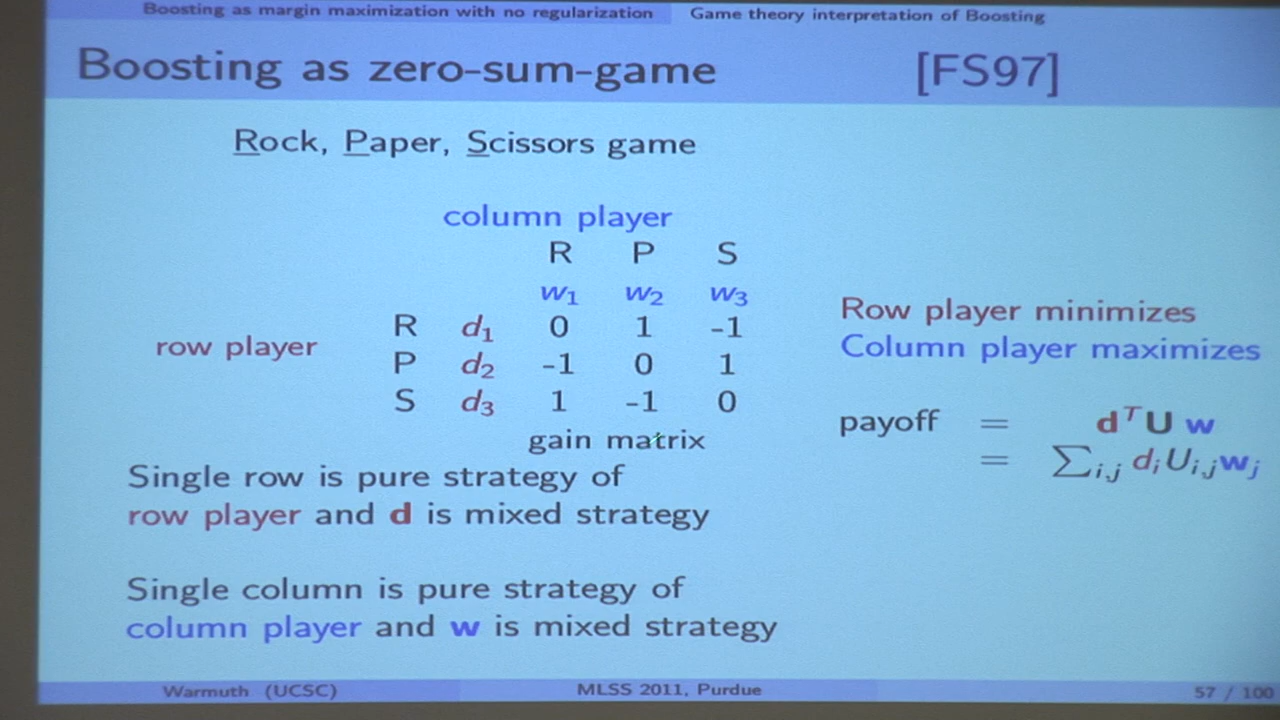 Boosting as margin maximization with no regularization Game theory interpretation of Boosting
Boosting as zero-sum-game [FS97]
Rock, Paper, Scissors game
column player
R P S
w₁ w₂ w₃
R d₁ 0 1 -1
row player P d₂ -1 0 1
S d₃ 1 -1 0
gain matrix
Row player minimizes
Column player maximizes
payoff = dᵀU w
= ∑i,j dᵢUi,jwⱼ
Single row is pure strategy of
row player and d is mixed strategy
Single column is pure strategy of
column player and w is mixed strategy
Warmuth (UCSC) MLSS 2011, Purdue 57 / 100